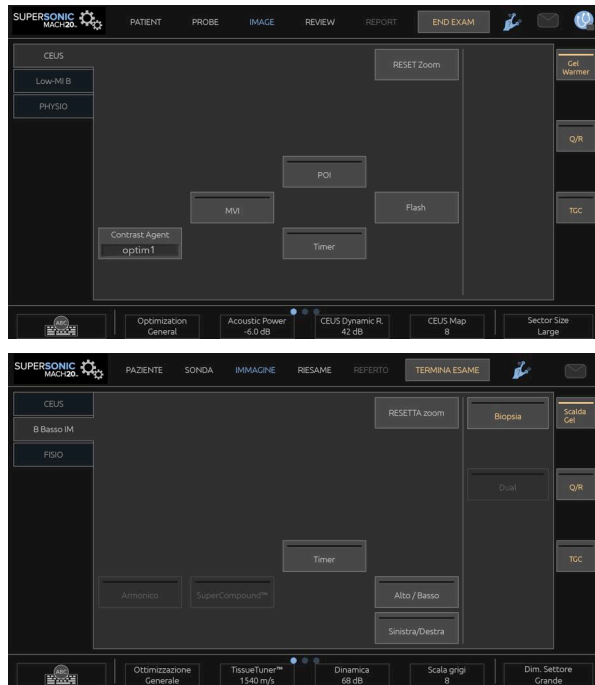 SUPERSONIC
MACH20.
PATIENT PROBE IMAGE REVIEW REPORT END EXAM
CEUS
Low-MI B
PHYSIO
RESET Zoom
Gel
Warmer
Q/R
POI
MVI
Flash
TGC
Contrast Agent
optim1
Timer
ABC
Optimization
General
Acoustic Power
-6.0 dB
CEUS Dynamic R.
42 dB
CEUS Map
8
Sector Size
Large
SUPERSONIC
MACH20.
PAZIENTE SONDA IMMAGINE RIESAME REFERTO TERMINA ESAME
CEUS
B Basso IM
FISIO
RESETTA zoom
Biopsia
Scalda
Gel
Dual
Q/R
Timer
TGC
Armonico
SuperCompound™
Alto / Basso
Sinistra/Destra
ABC
Ottimizzazione
Generale
TissueTuner™
1540 m/s
Dinamica
68 dB
Scala grigi
8
Dim. Settore
Grande